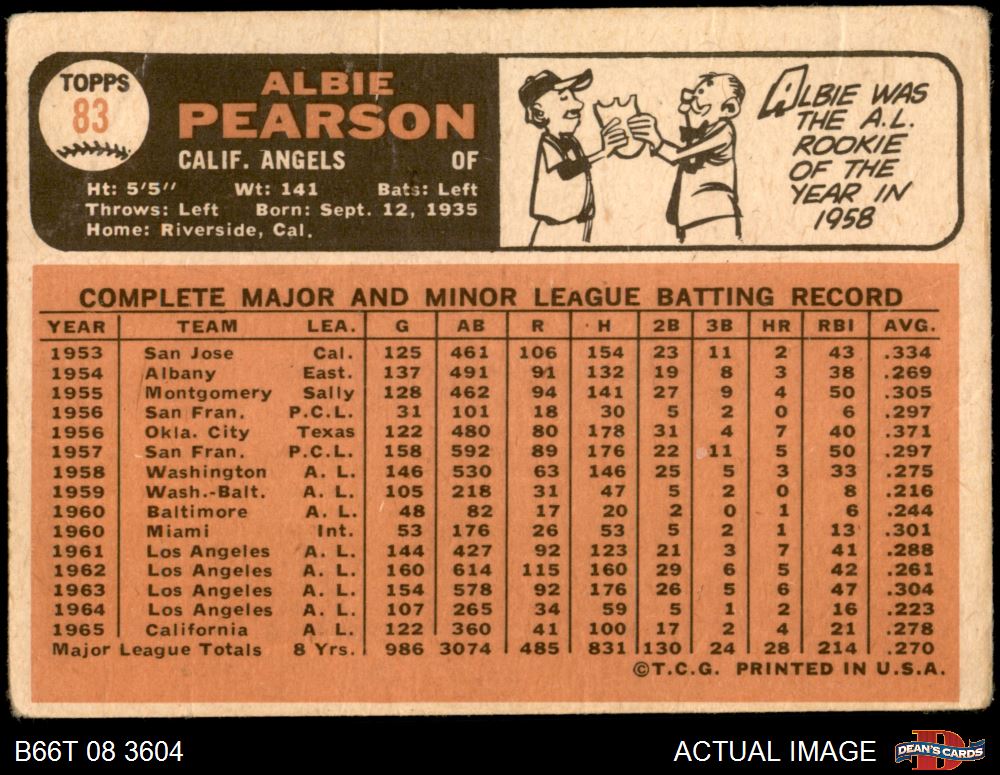 TOPPS
83
ALBIE
PEARSON
CALIF. ANGELS OF
Ht: 5'5" Wt: 141 Bats: Left
Throws: Left Born: Sept. 12, 1935
Home: Riverside, Cal.
ALBIE WAS
THE A.L.
ROOKIE
OF THE
YEAR IN
1958
COMPLETE MAJOR AND MINOR LEAGUE BATTING RECORD
YEAR TEAM LEA. G AB R H 2B 3B HR RBI AVG.
1953 San Jose Cal. 125 461 106 154 23 11 2 43 .334
1954 Albany East. 137 491 91 132 19 8 3 38 .269
1955 Montgomery Sally 128 462 94 141 27 9 4 50 .305
1956 San Fran. P.C.L. 31 101 18 30 5 2 0 6 .297
1956 Okla. City Texas 122 480 80 178 31 4 7 40 .371
1957 San Fran. P.C.L. 158 592 89 176 22 11 5 50 .297
1958 Washington A. L. 146 530 63 146 25 5 3 33 .275
1959 Wash.-Balt. A. L. 105 218 31 47 5 2 0 8 .216
1960 Baltimore A. L. 48 82 17 20 2 0 1 6 .244
1960 Miami Int. 53 176 26 53 5 2 1 13 .301
1961 Los Angeles A. L. 144 427 92 123 21 3 7 41 .288
1962 Los Angeles A. L. 160 614 115 160 29 6 5 42 .261
1963 Los Angeles A. L. 154 578 92 176 26 5 6 47 .304
1964 Los Angeles A. L. 107 265 34 59 5 1 2 16 .223
1965 California A. L. 122 360 41 100 17 2 4 21 .278
Major League Totals 8 Yrs. 986 3074 485 831 130 24 28 214 .270
©T.C.G. PRINTED IN U.S.A.
B66T 08 3604 ACTUAL IMAGE
D
DEAN'S CARDS